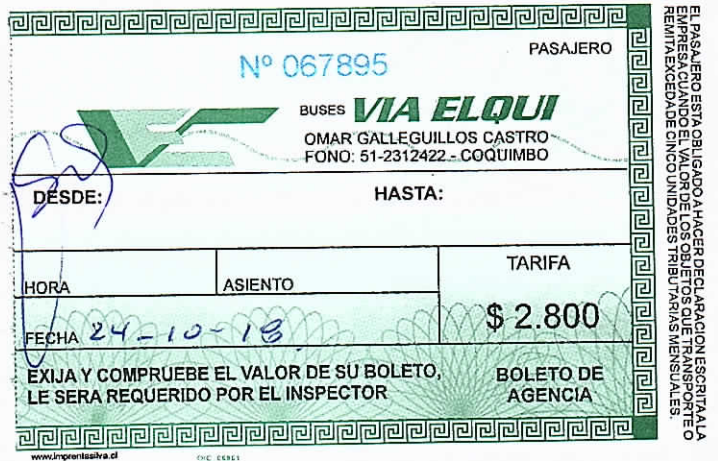 PASAJERO
Nº 067895
BUSES VIA ELQUI
OMAR GALLEGUILLOS CASTRO
FONO: 51-2312422 - COQUIMBO
DESDE:
HASTA:
HORA
ASIENTO
TARIFA
$ 2.800
FECHA 24-10-18
EXIJA Y COMPRUEBE EL VALOR DE SU BOLETO,
LE SERA REQUERIDO POR EL INSPECTOR
BOLETO DE
AGENCIA
www.imprentasilva.cl
EL PASAJERO ESTA OBLIGADO A HACER DECLARACION ESCRITA A LA
EMPRESA CUANDO EL VALOR DE LOS OBJETOS QUE TRANSPORTE O
REMITA EXCEDA DE CINCO UNIDADES TRIBUTARIAS MENSUALES.